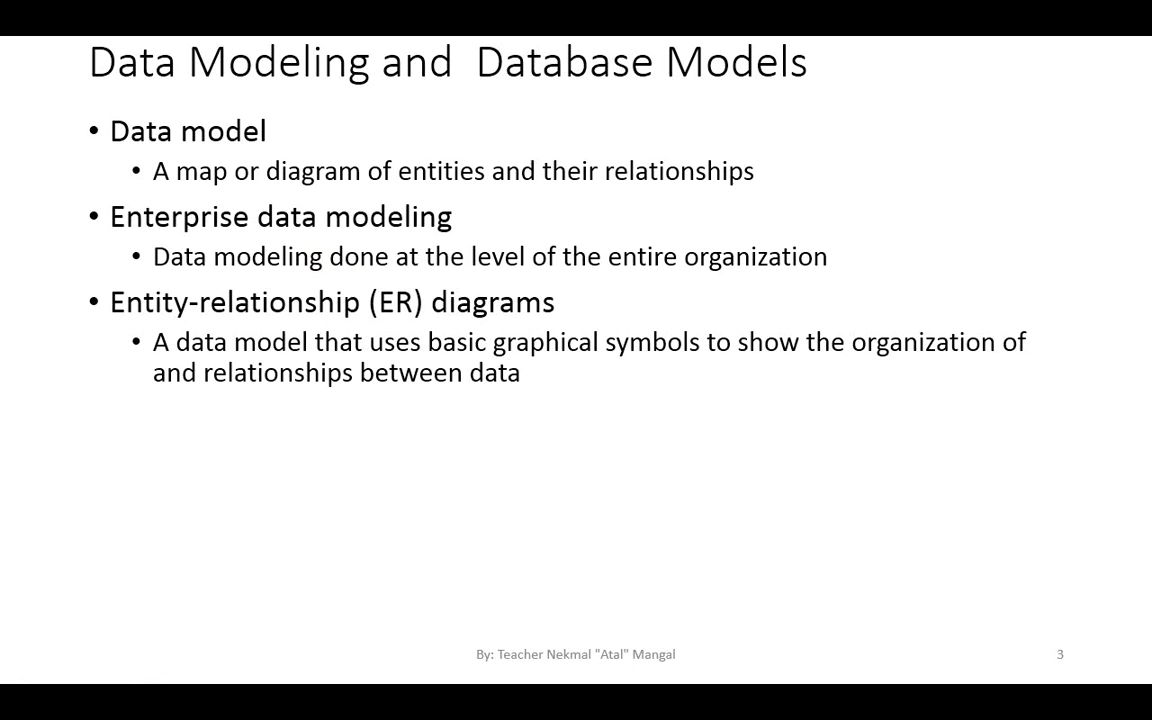 Data Modeling and  Database Models
• Data model
• A map or diagram of entities and their relationships
• Enterprise data modeling
• Data modeling done at the level of the entire organization
• Entity-relationship (ER) diagrams
• A data model that uses basic graphical symbols to show the organization of
and relationships between data
By: Teacher Nekmal "Atal" Mangal
3